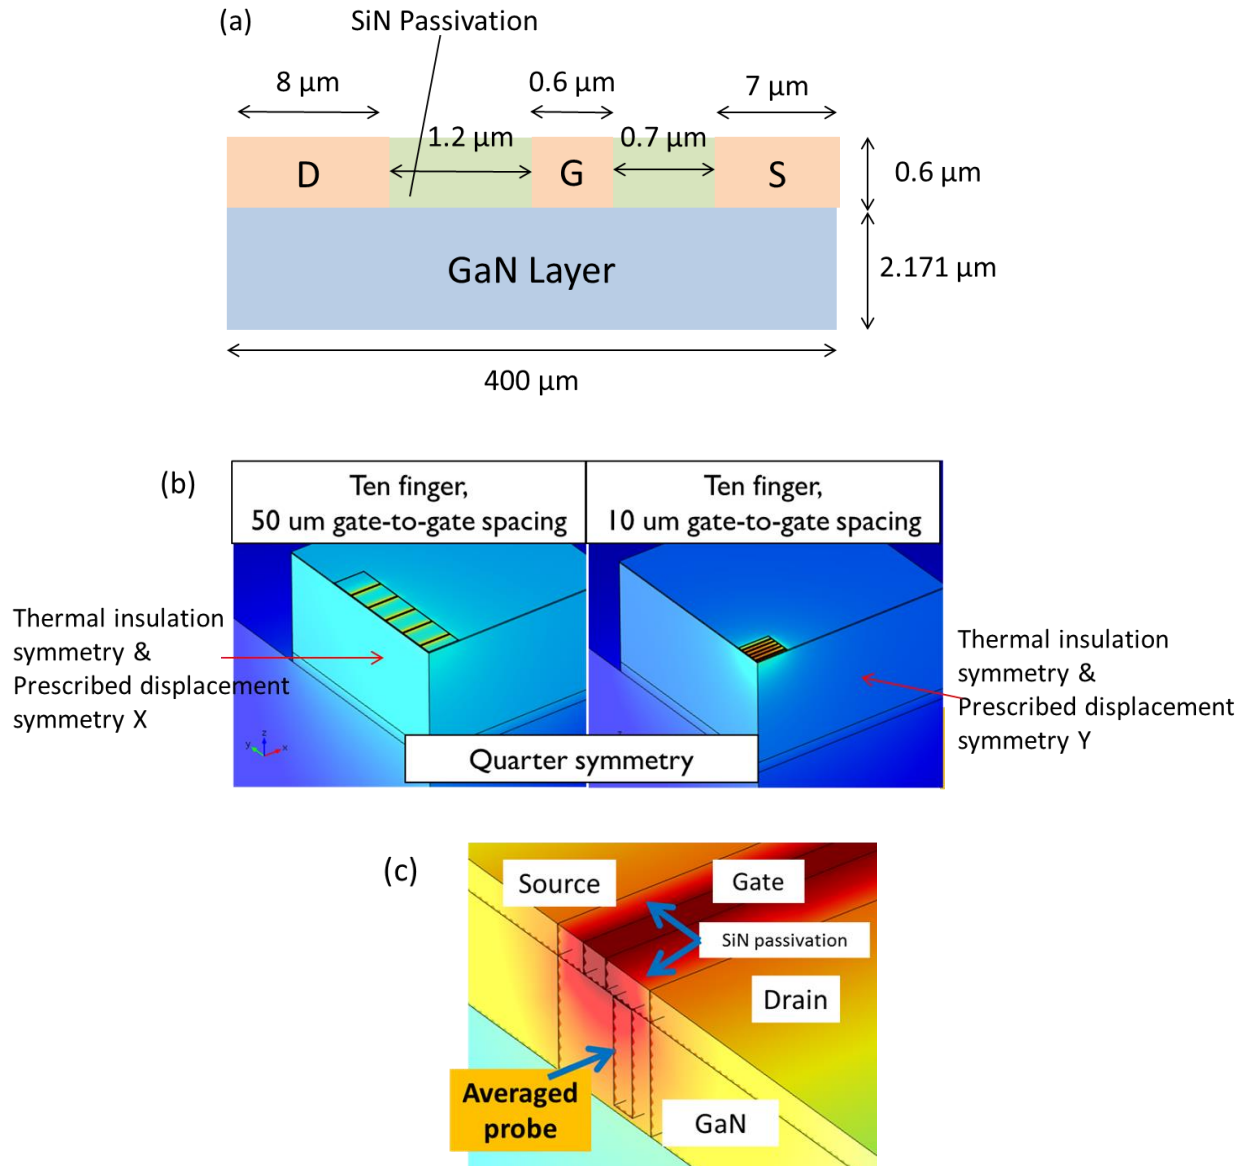 (a)
SiN Passivation
8 μm
0.6 μm
7 μm
1.2 μm
0.7 μm
D
G
S
0.6 μm
GaN Layer
2.171 μm
400 μm
(b)
Ten finger,
50 um gate-to-gate spacing
Ten finger,
10 um gate-to-gate spacing
Thermal insulation
symmetry &
Prescribed displacement
symmetry X
Thermal insulation
symmetry &
Prescribed displacement
symmetry Y
y
z
x
Quarter symmetry
(c)
Source
Gate
SiN passivation
Drain
Averaged
probe
GaN